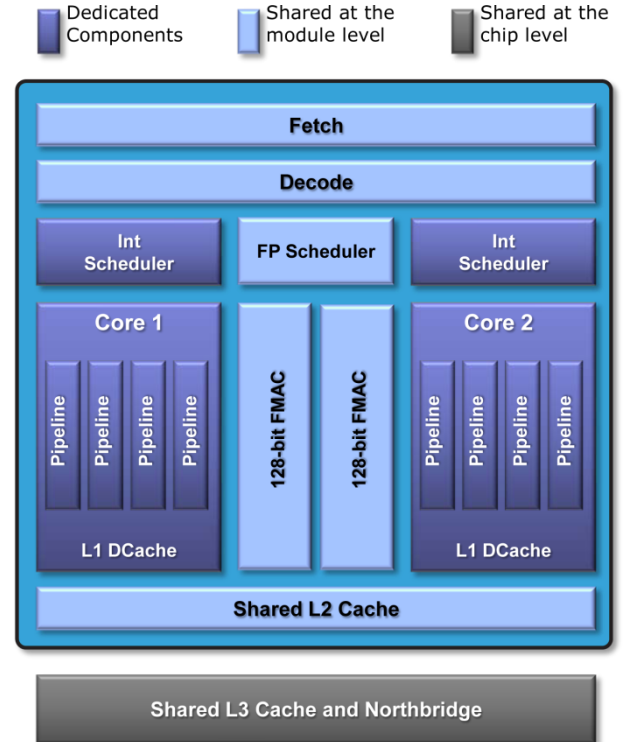 Dedicated
Components
Shared at the
module level
Shared at the
chip level
Fetch
Decode
Int
Scheduler
FP Scheduler
Int
Scheduler
Core 1
Pipeline
Pipeline
Pipeline
Pipeline
L1 DCache
128-bit FMAC
128-bit FMAC
Core 2
Pipeline
Pipeline
Pipeline
Pipeline
L1 DCache
Shared L2 Cache
Shared L3 Cache and Northbridge